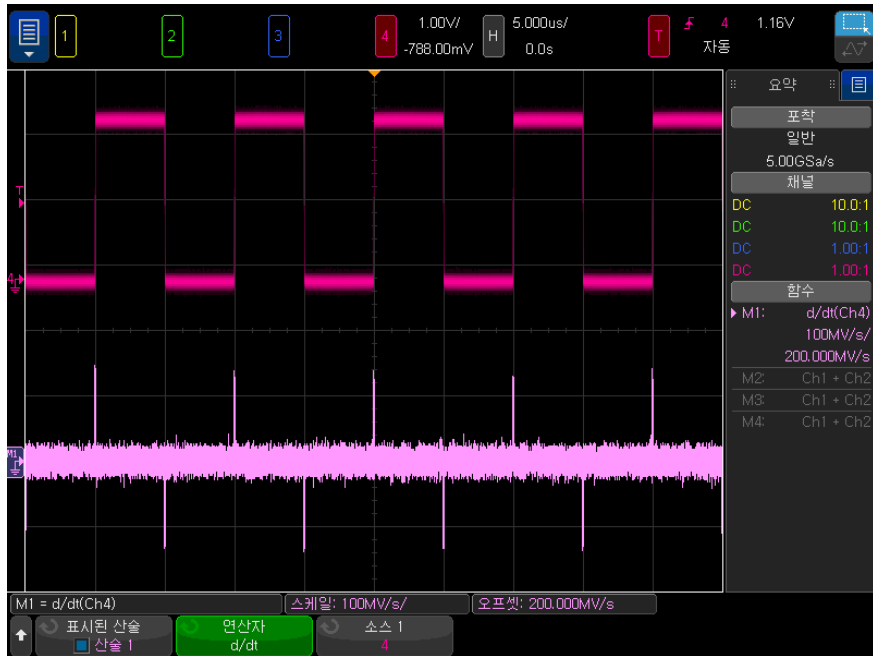 1 2 3 4 1.00V/ -788.00mV H 5.000us/ 0.0s T 4 1.16V 자동
요약
포착
일반
5.00GSa/s
채널
DC 10.0:1
DC 10.0:1
DC 1.00:1
DC 1.00:1
함수
M1: d/dt(Ch4)
100MV/s/
200.000MV/s
M2: Ch1 + Ch2
M3: Ch1 + Ch2
M4: Ch1 + Ch2
T
4
M1
M1 = d/dt(Ch4) 스케일: 100MV/s/ 오프셋: 200.000MV/s
표시된 산술 연산자 소스 1
산술 1 d/dt 4